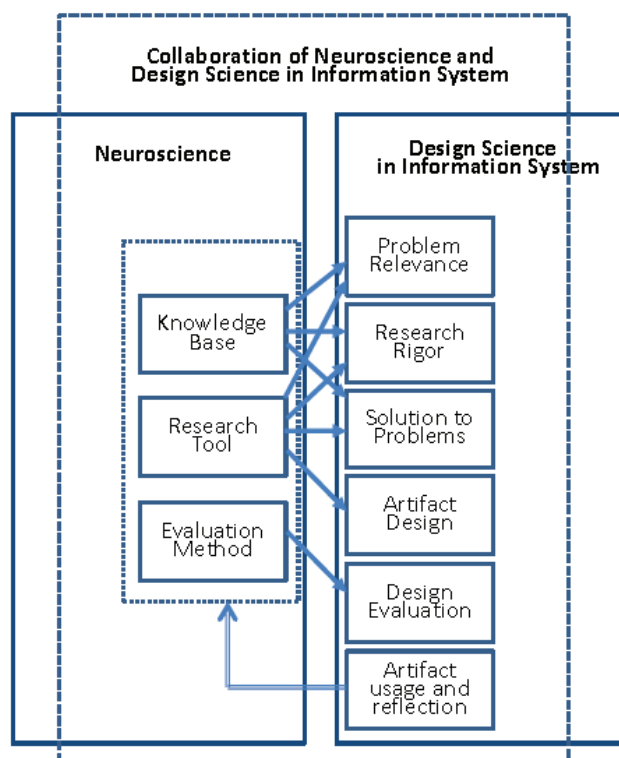 Collaboration of Neuroscience and
Design Science in Information System
Neuroscience
Knowledge
Base
Research
Tool
Evaluation
Method
Design Science
in Information System
Problem
Relevance
Research
Rigor
Solution to
Problems
Artifact
Design
Design
Evaluation
Artifact
usage and
reflection